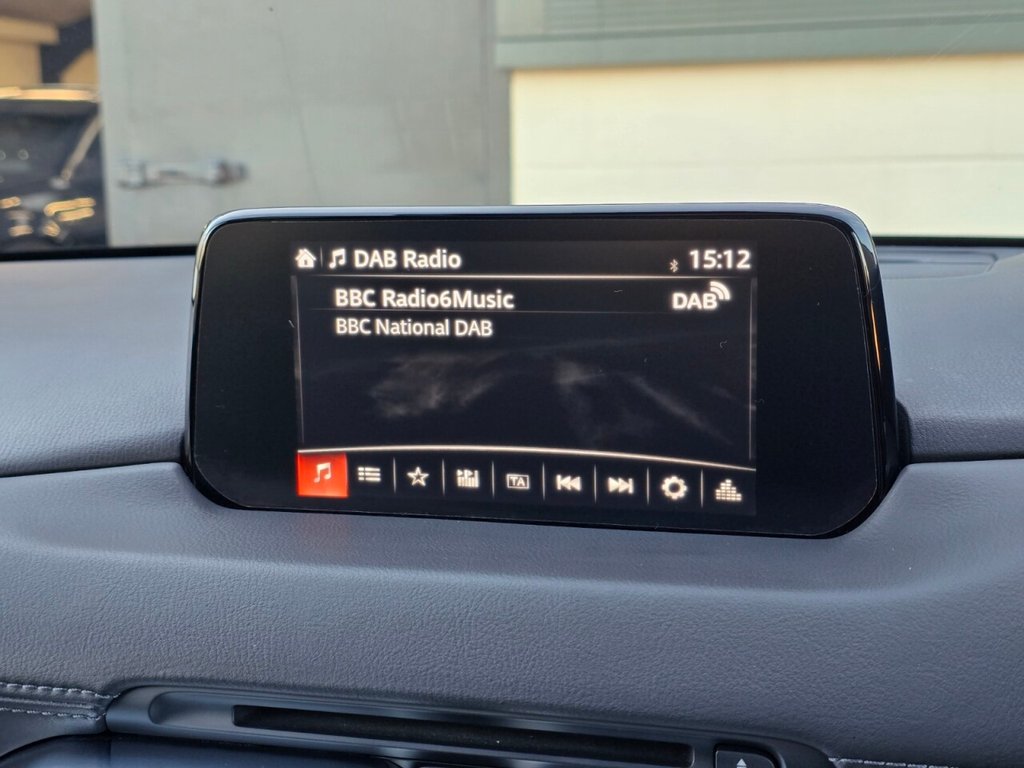 DAB Radio 15:12
BBC Radio6Music DAB
BBC National DAB
TA